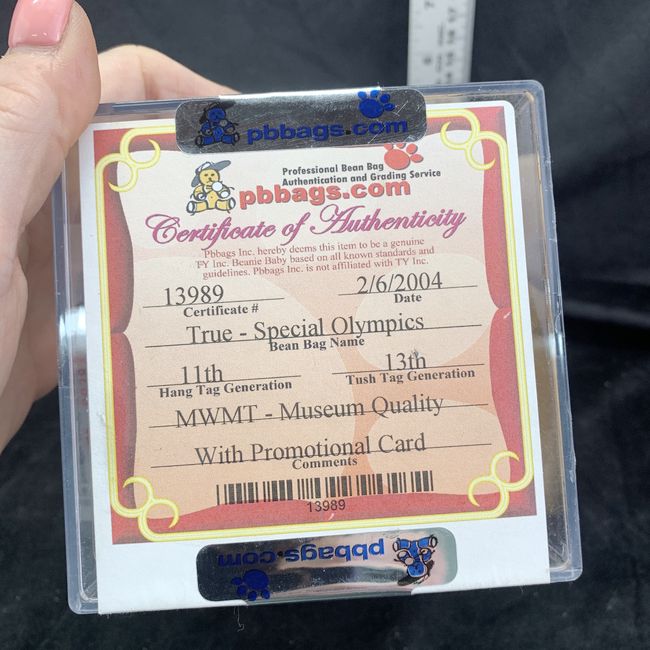 pbbags.com
Professional Bean Bag
Authentication and Grading Service
pbbags.com
Certificate of Authenticity
Pbbags Inc. hereby deems this item to be a genuine
TY Inc. Beanie Baby based on all known standards and
guidelines. Pbbags Inc. is not affiliated with TY Inc.
13989 2/6/2004
Certificate # Date
True - Special Olympics
Bean Bag Name
11th 13th
Hang Tag Generation Tush Tag Generation
MWMT - Museum Quality
With Promotional Card
Comments
13989
pbbags.com